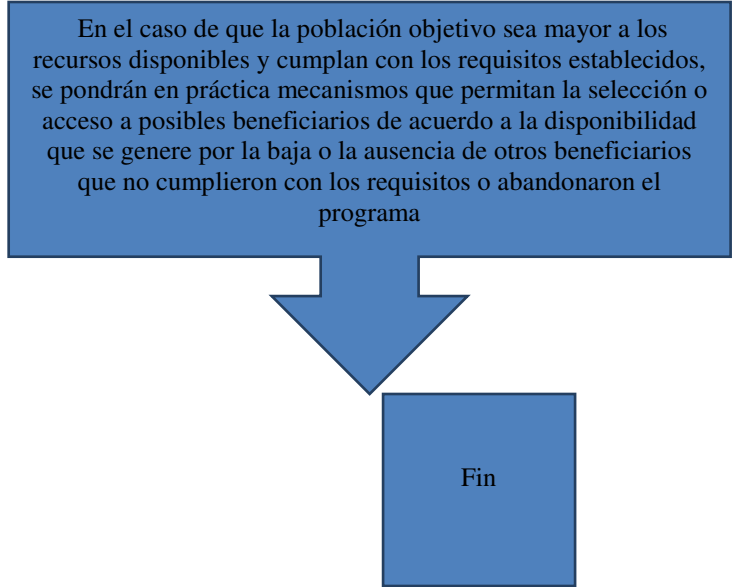 En el caso de que la población objetivo sea mayor a los
recursos disponibles y cumplan con los requisitos establecidos,
se pondrán en práctica mecanismos que permitan la selección o
acceso a posibles beneficiarios de acuerdo a la disponibilidad
que se genere por la baja o la ausencia de otros beneficiarios
que no cumplieron con los requisitos o abandonaron el
programa
Fin